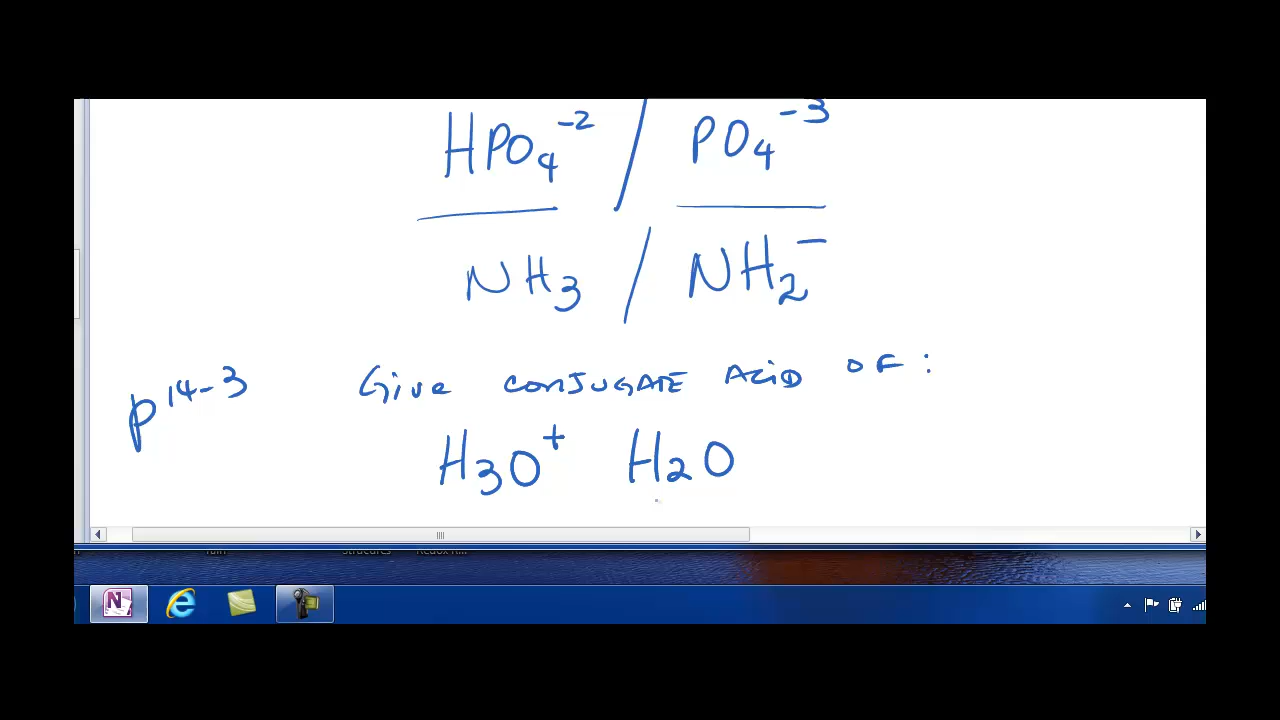 HPO₄⁻² / PO₄⁻³
NH₃ / NH₂⁻
p14-3 Give CONJUGATE ACID OF:
H₃O⁺ H₂O